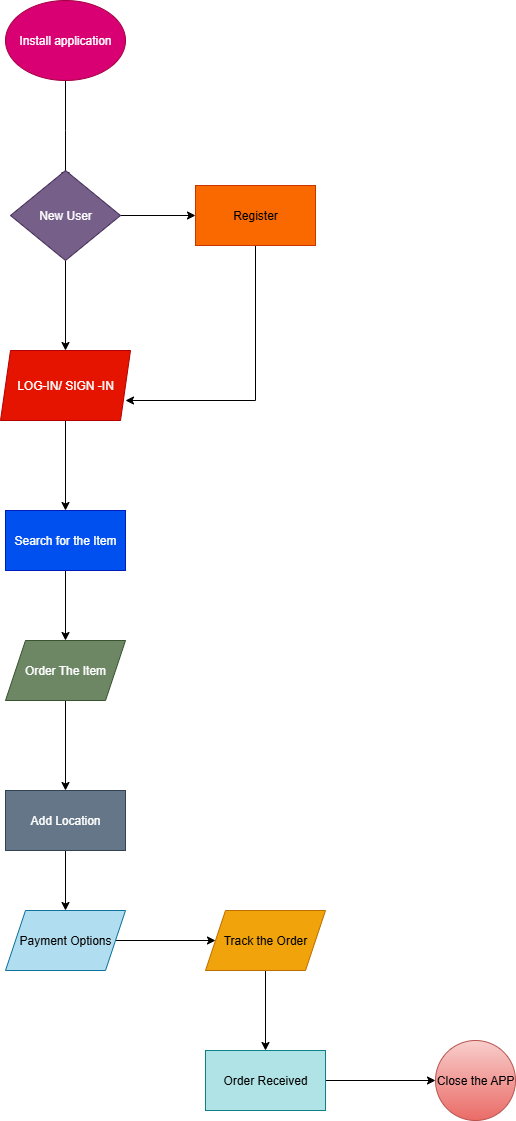 Install application
New User
Register
LOG-IN/ SIGN -IN
Search for the Item
Order The Item
Add Location
Payment Options
Track the Order
Order Received
Close the APP